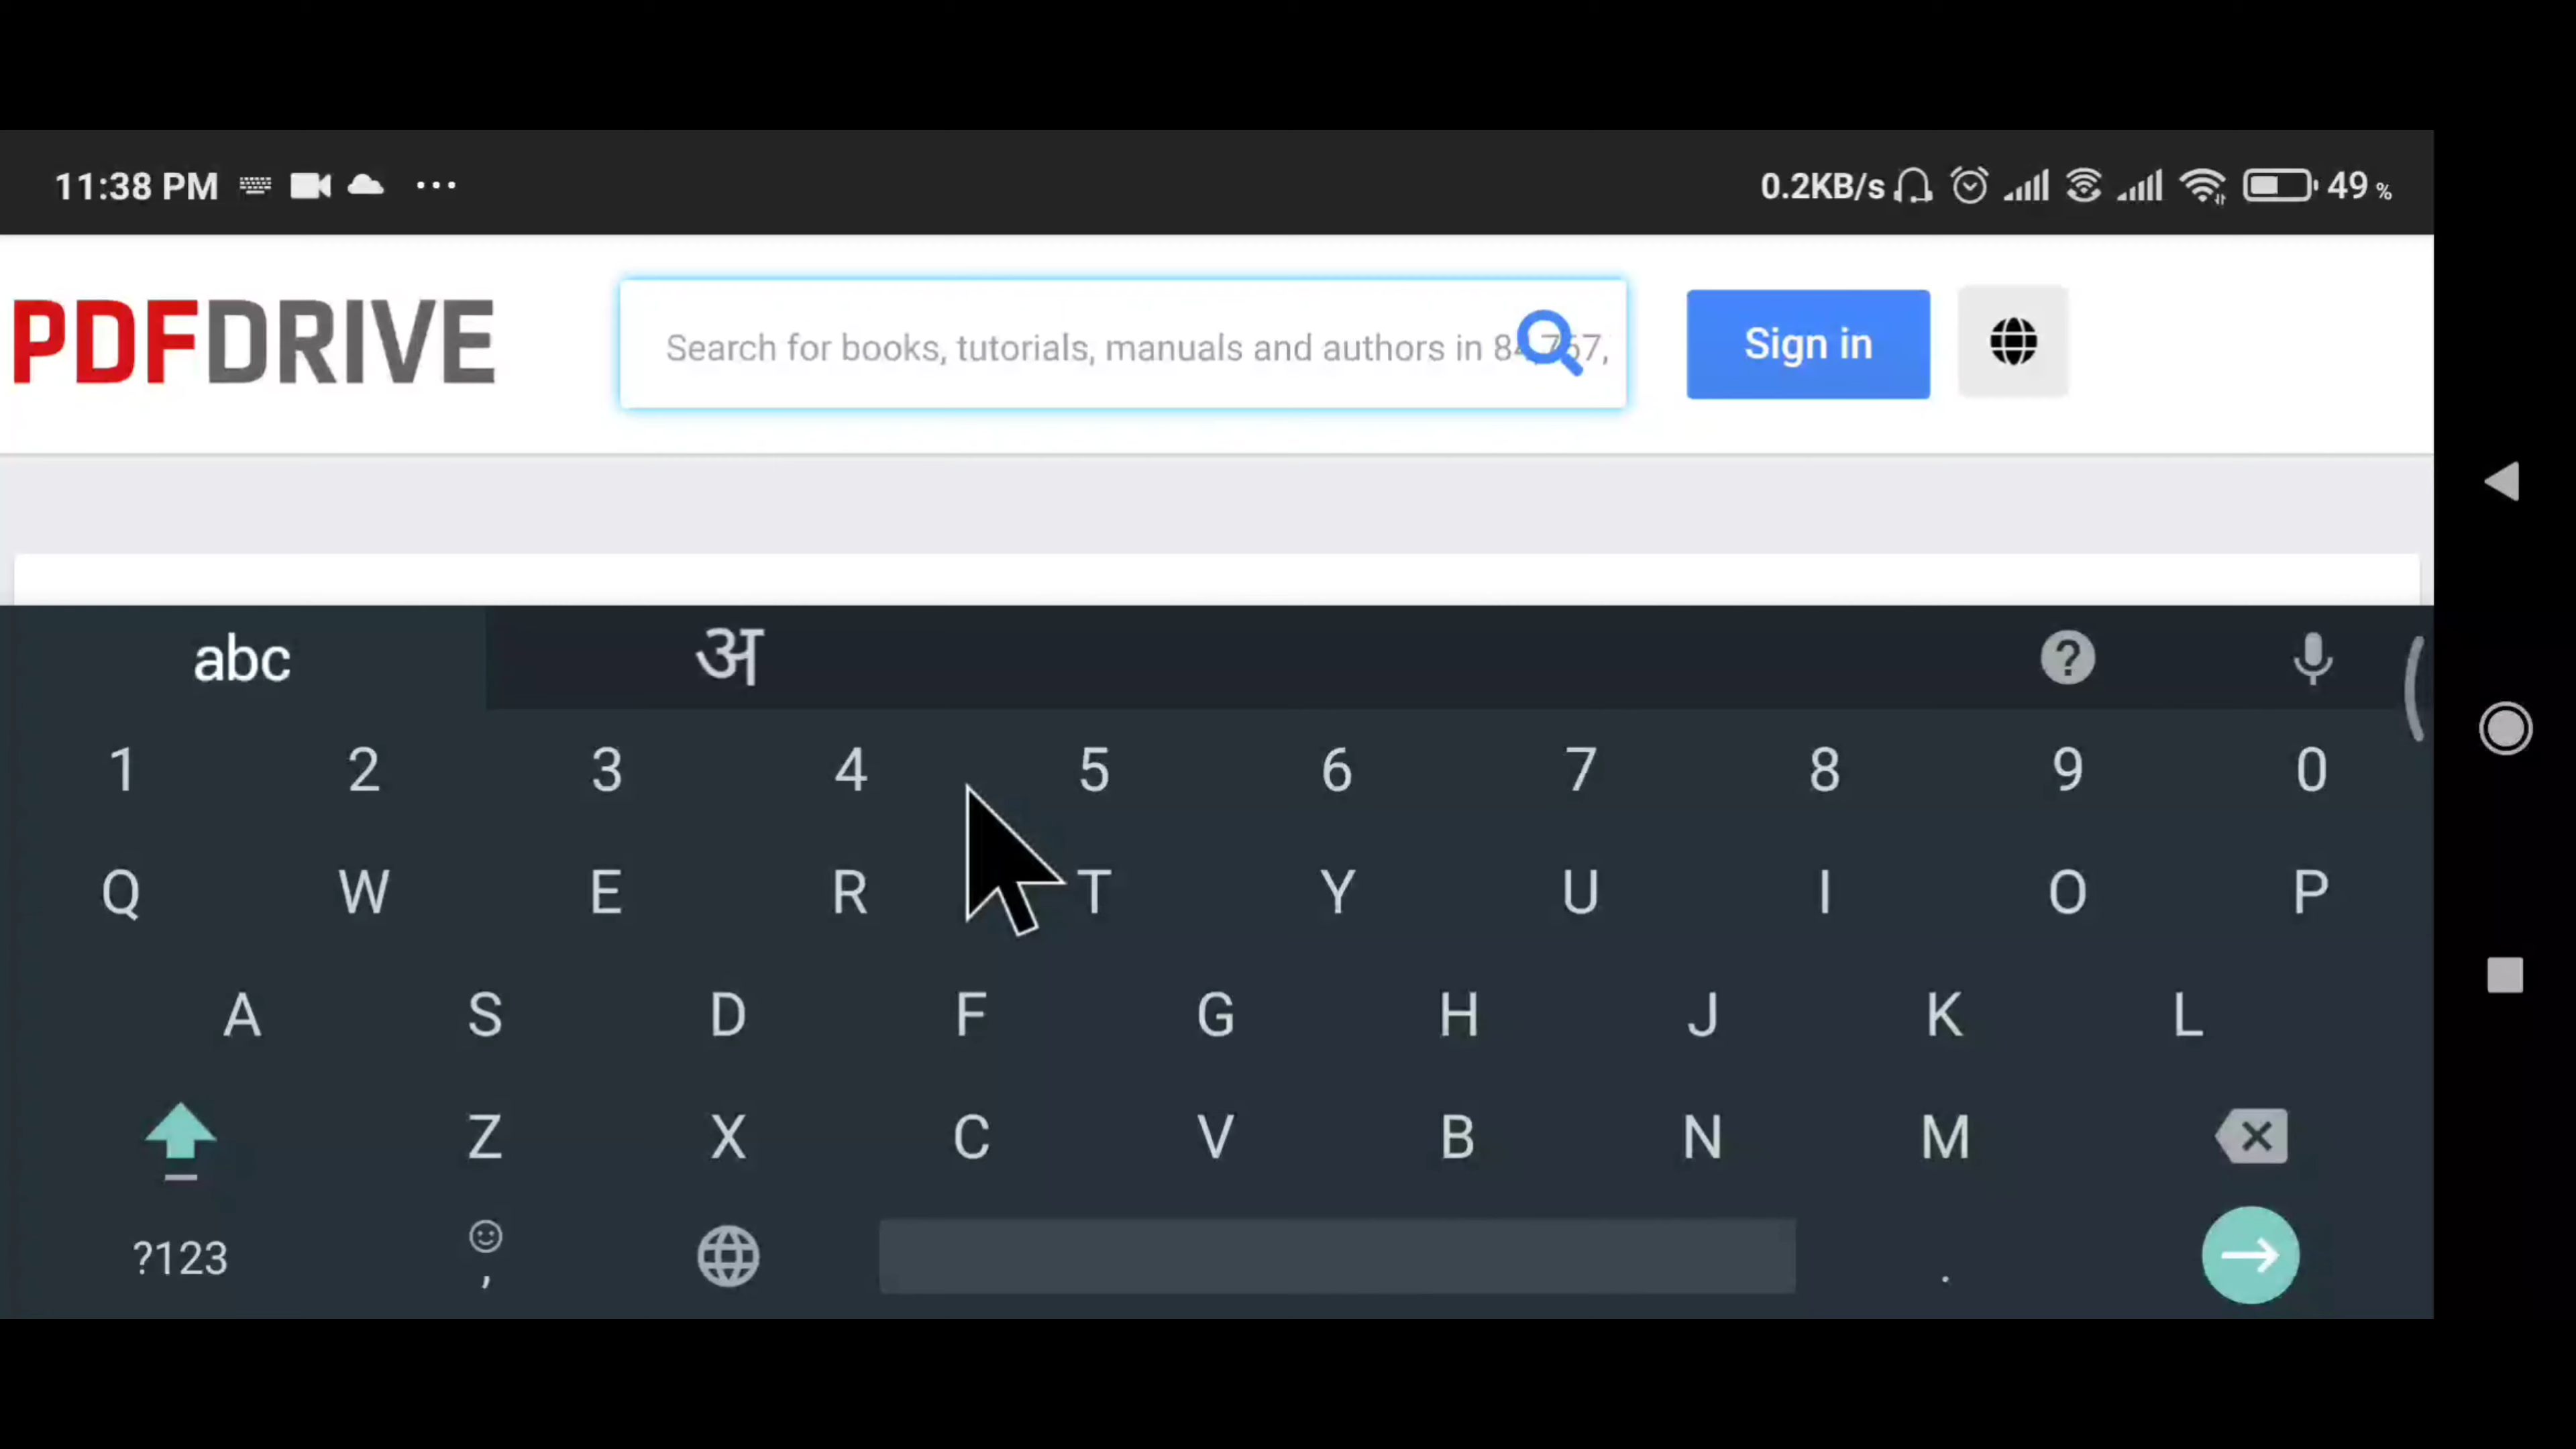 11:38 PM
0.2KB/s 49 %
PDFDRIVE
Search for books, tutorials, manuals and authors in
Sign in
abc अ
1 2 3 4 5 6 7 8 9 0
Q W E R T Y U I O P
A S D F G H J K L
Z X C V B N M
?123 , .